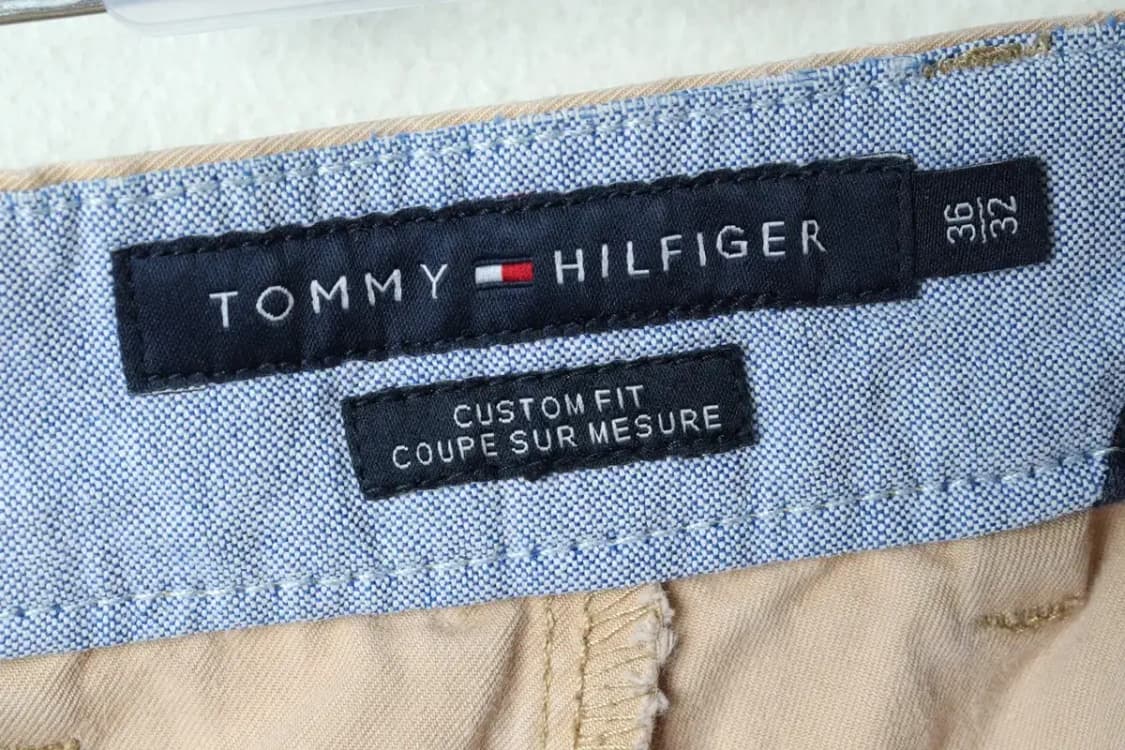 TOMMY HILFIGER
36
32
CUSTOM FIT
COUPE SUR MESURE